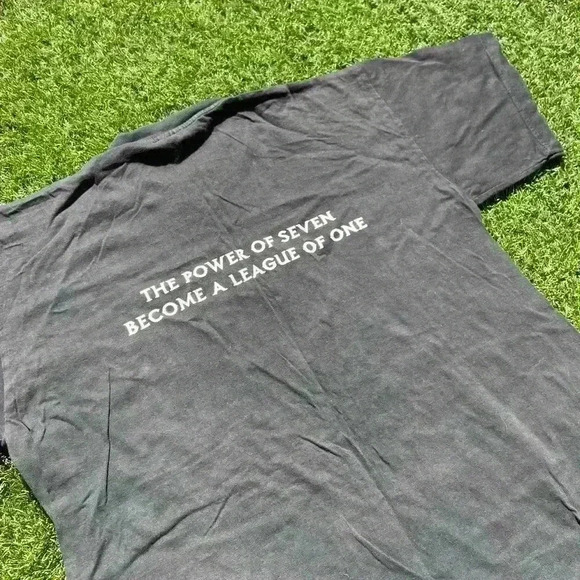 THE POWER OF SEVEN
BECOME A LEAGUE OF ONE